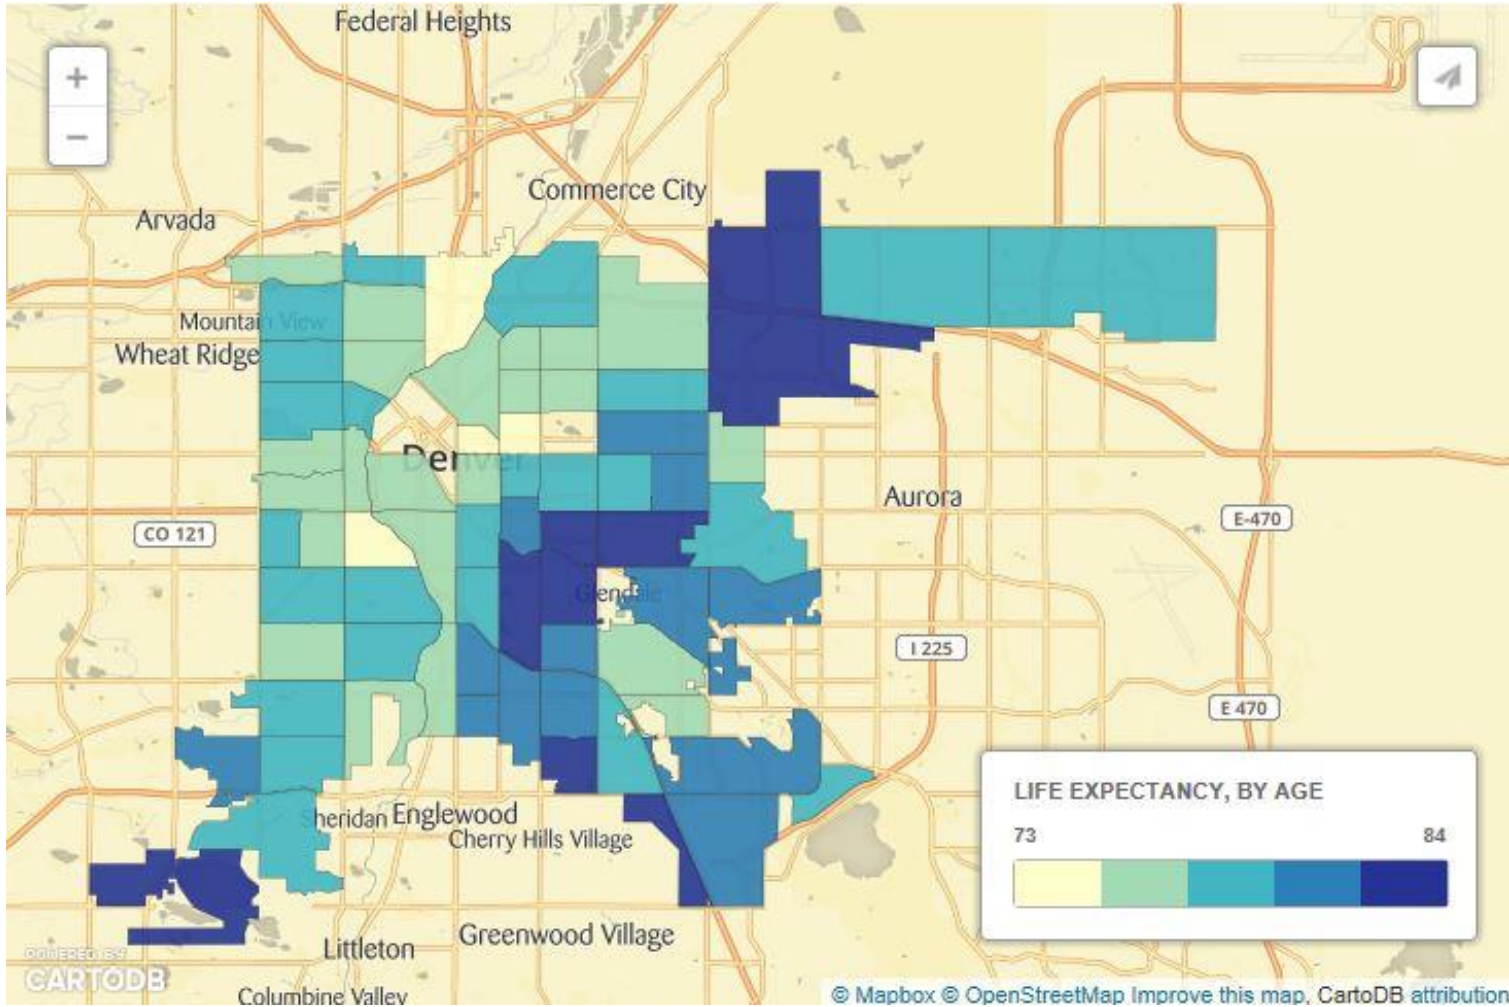 Federal Heights
+
−
Commerce City
Arvada
Mountain View
Wheat Ridge
Denver
Aurora
E-470
CO 121
Glendale
I 225
E 470
LIFE EXPECTANCY, BY AGE
73 84
Sheridan Englewood
Cherry Hills Village
Greenwood Village
Littleton
POWERED BY
CARTODB
Columbine Valley
© Mapbox © OpenStreetMap Improve this map, CartoDB attribution